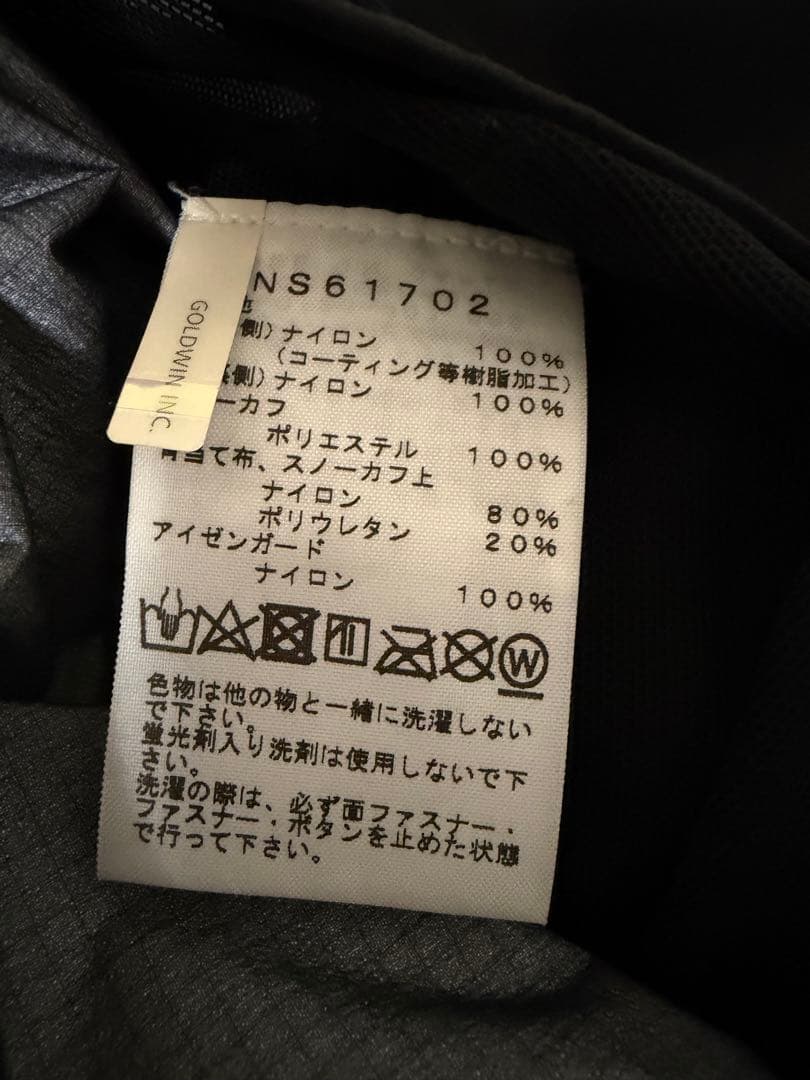 GOLDWIN INC.
NS61702
側)ナイロン 100%
(コーティング等樹脂加工)
側)ナイロン 100%
ーカフ
ポリエステル 100%
背当て布、スノーカフ上
ナイロン 80%
ポリウレタン 20%
アイゼンガード
ナイロン 100%
W
色物は他の物と一緒に洗濯しない
で下さい。
蛍光剤入り洗剤は使用しないで下
さい。
洗濯の際は、必ず面ファスナー・
ファスナー・ボタンを止めた状態
で行って下さい。